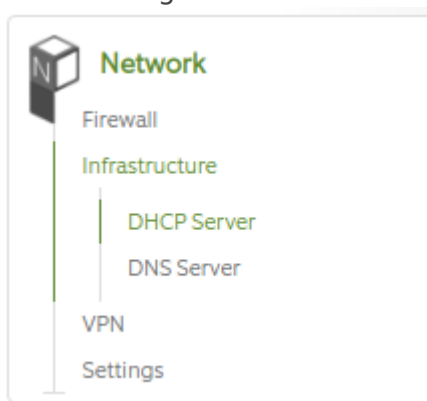 N
Network
Firewall
Infrastructure
DHCP Server
DNS Server
VPN
Settings